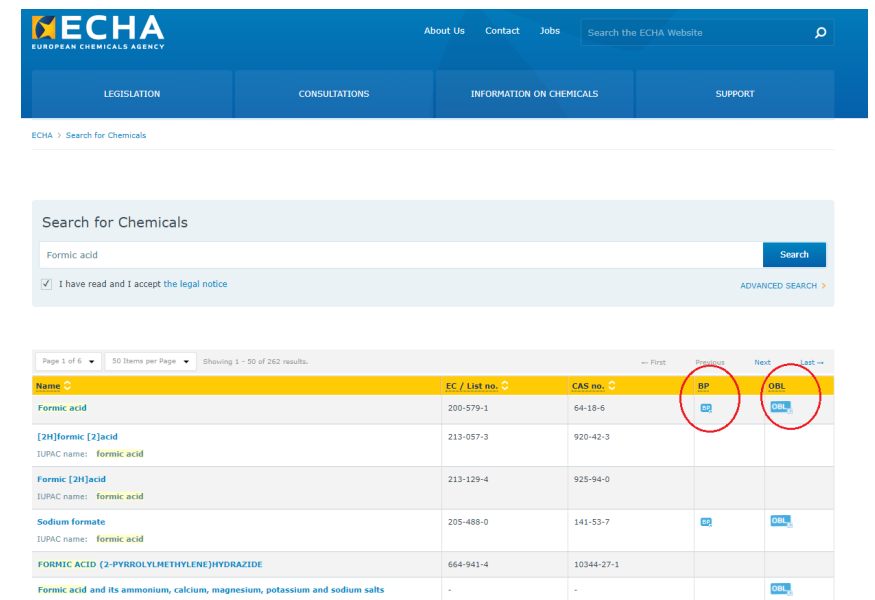 ECHA
EUROPEAN CHEMICALS AGENCY
About Us Contact Jobs Search the ECHA Website
LEGISLATION CONSULTATIONS INFORMATION ON CHEMICALS SUPPORT
ECHA > Search for Chemicals
Search for Chemicals
Formic acid Search
I have read and I accept the legal notice ADVANCED SEARCH >
Page 1 of 6 50 Items per Page Showing 1 - 50 of 262 results. ← First Previous Next Last →
Name EC / List no. CAS no. BP OBL
Formic acid 200-579-1 64-18-6 BP OBL
[2H]formic [2]acid 213-057-3 920-42-3
IUPAC name: formic acid
Formic [2H]acid 213-129-4 925-94-0
IUPAC name: formic acid
Sodium formate 205-488-0 141-53-7 BP OBL
IUPAC name: formic acid
FORMIC ACID (2-PYRROLYLMETHYLENE)HYDRAZIDE 664-941-4 10344-27-1
Formic acid and its ammonium, calcium, magnesium, potassium and sodium salts - - OBL